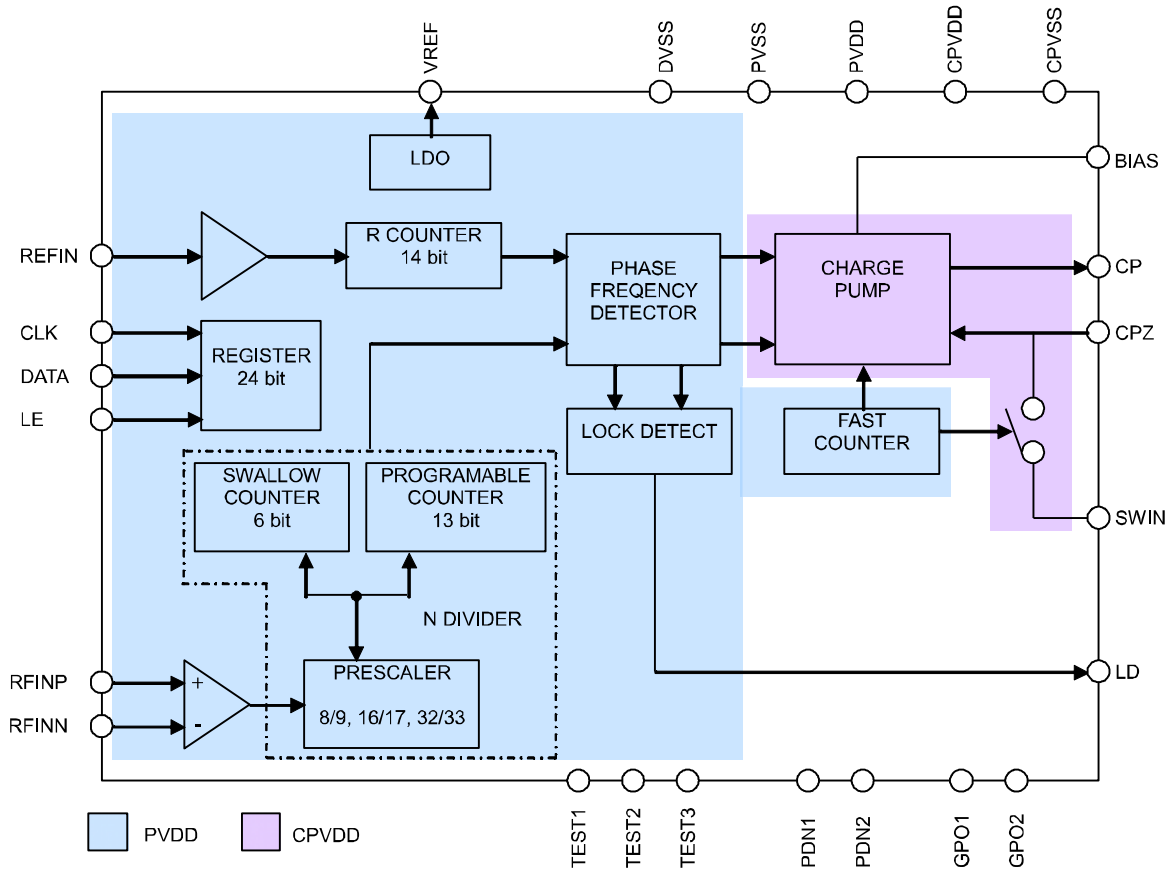 VREF
DVSS
PVSS
PVDD
CPVDD
CPVSS
LDO
BIAS
REFIN
R COUNTER
14 bit
PHASE
FREQENCY
DETECTOR
CHARGE
PUMP
CP
CLK
DATA
LE
REGISTER
24 bit
CPZ
LOCK DETECT
FAST
COUNTER
SWALLOW
COUNTER
6 bit
PROGRAMABLE
COUNTER
13 bit
SWIN
N DIVIDER
RFINP
RFINN
+
-
PRESCALER
8/9, 16/17, 32/33
LD
TEST1
TEST2
TEST3
PDN1
PDN2
GPO1
GPO2
PVDD
CPVDD